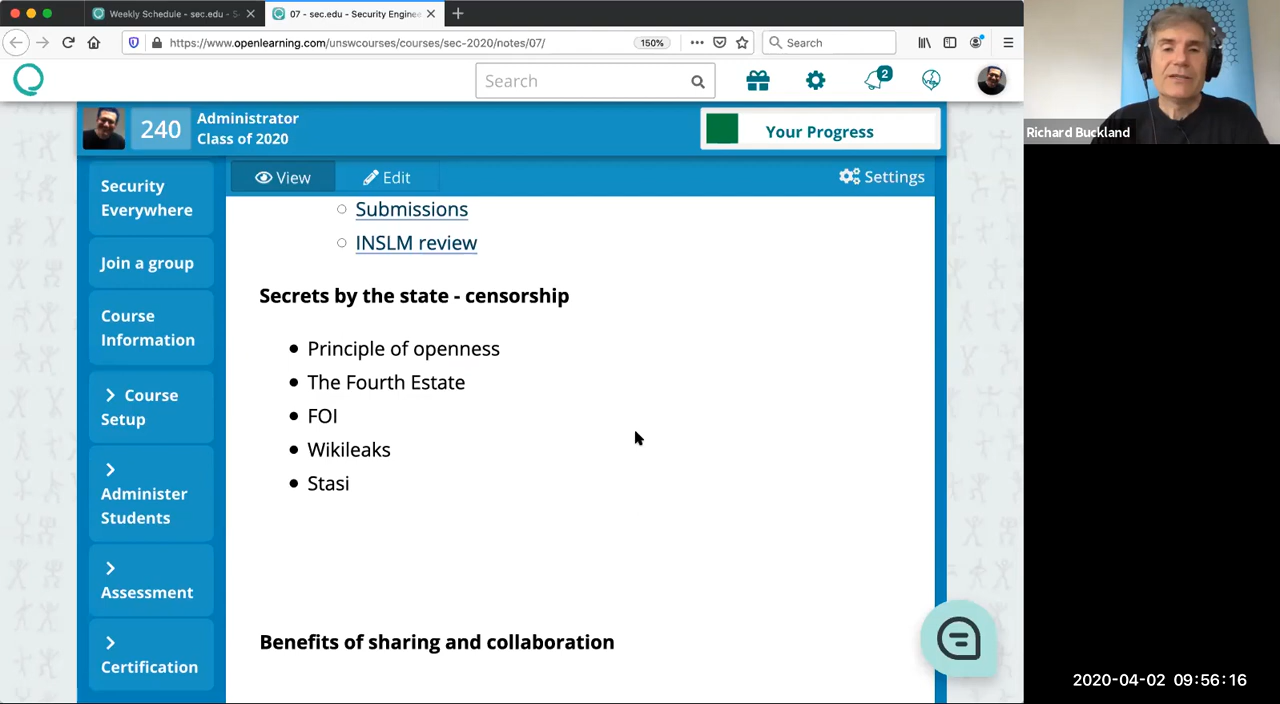 Weekly Schedule - sec.edu - S
07 - sec.edu - Security Enginee
https://www.openlearning.com/unswcourses/courses/sec-2020/notes/07/
150%
Search
Search
2
Richard Buckland
240
Administrator
Class of 2020
Your Progress
View
Edit
Settings
Security
Everywhere
Join a group
Course
Information
Course
Setup
Administer
Students
Assessment
Certification
Submissions
INSLM review
Secrets by the state - censorship
Principle of openness
The Fourth Estate
FOI
Wikileaks
Stasi
Benefits of sharing and collaboration
2020-04-02 09:56:16